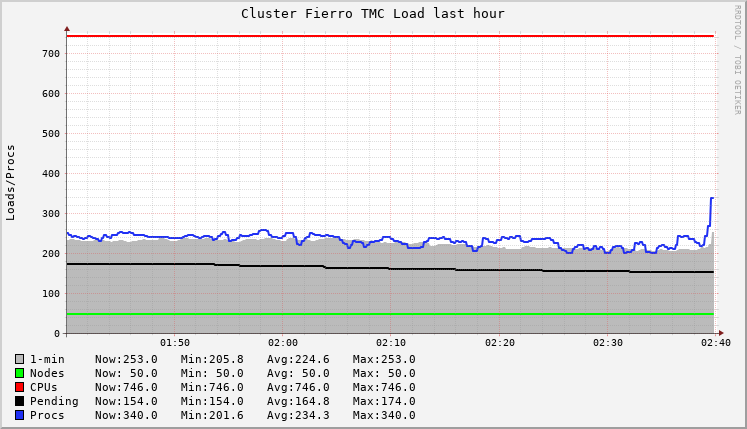 Cluster Fierro TMC Load last hour
RRDTOOL / TOBI OETIKER
Loads/Procs
700
600
500
400
300
200
100
0
01:50 02:00 02:10 02:20 02:30 02:40
1-min Now:253.0 Min:205.8 Avg:224.6 Max:253.0
Nodes Now: 50.0 Min: 50.0 Avg: 50.0 Max: 50.0
CPUs Now:746.0 Min:746.0 Avg:746.0 Max:746.0
Pending Now:154.0 Min:154.0 Avg:164.8 Max:174.0
Procs Now:340.0 Min:201.6 Avg:234.3 Max:340.0